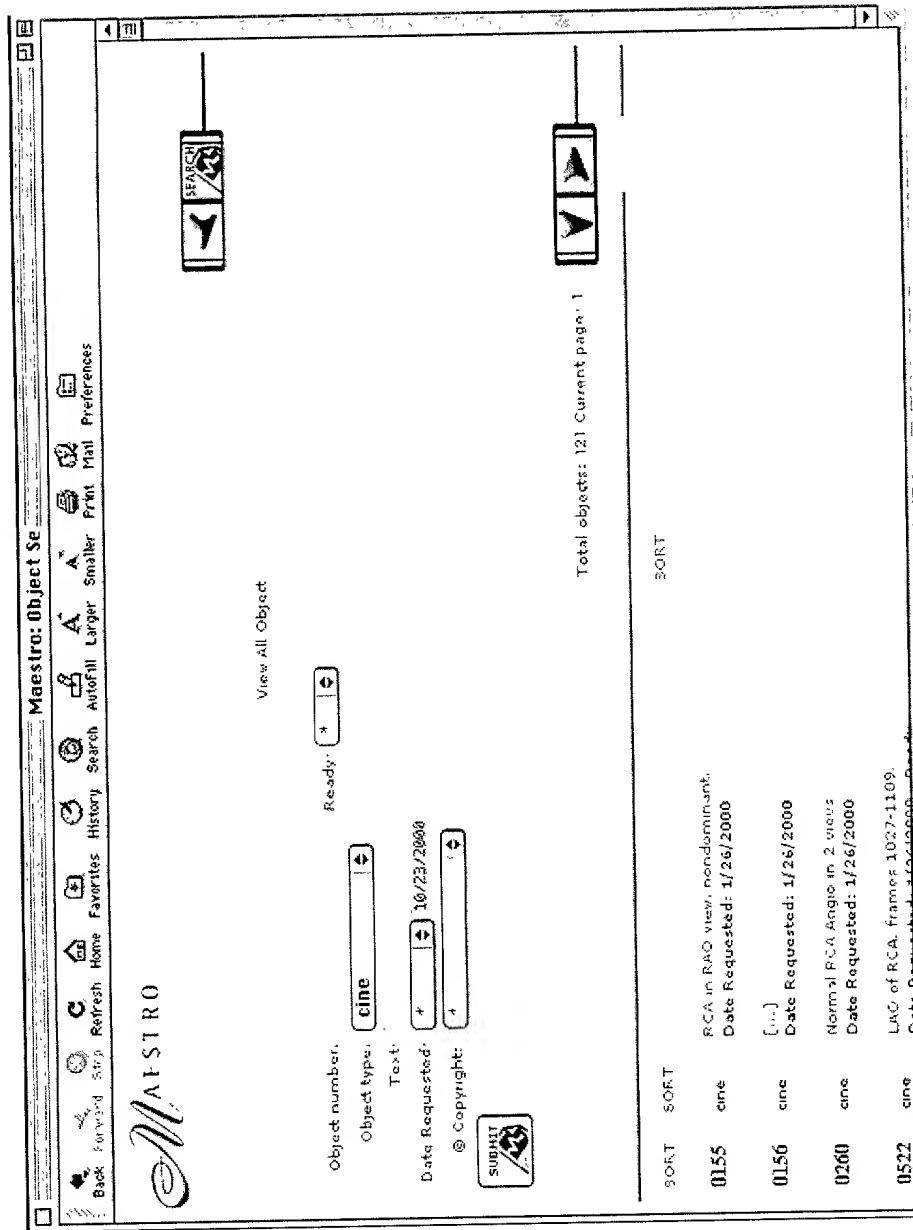 Maestro: Object Se
Back Forward Stop Refresh Home Favorites History Search AutoFill Larger Smaller Print Mail Preferences
MAESTRO
SEARCH
View All Object
Object number:
Ready: *
Object type: cine
Text:
Date Requested: * 10/23/2000
© Copyright: *
SUBMIT
Total objects: 121 Current page: 1
SORT SORT SORT
0155 cine RCA in RAO view, nondominant.
Date Requested: 1/26/2000
0156 cine [...]
Date Requested: 1/26/2000
0260 cine Normal RCA Angio in 2 views
Date Requested: 1/26/2000
0522 cine LAO of RCA. frames 1027-1109.